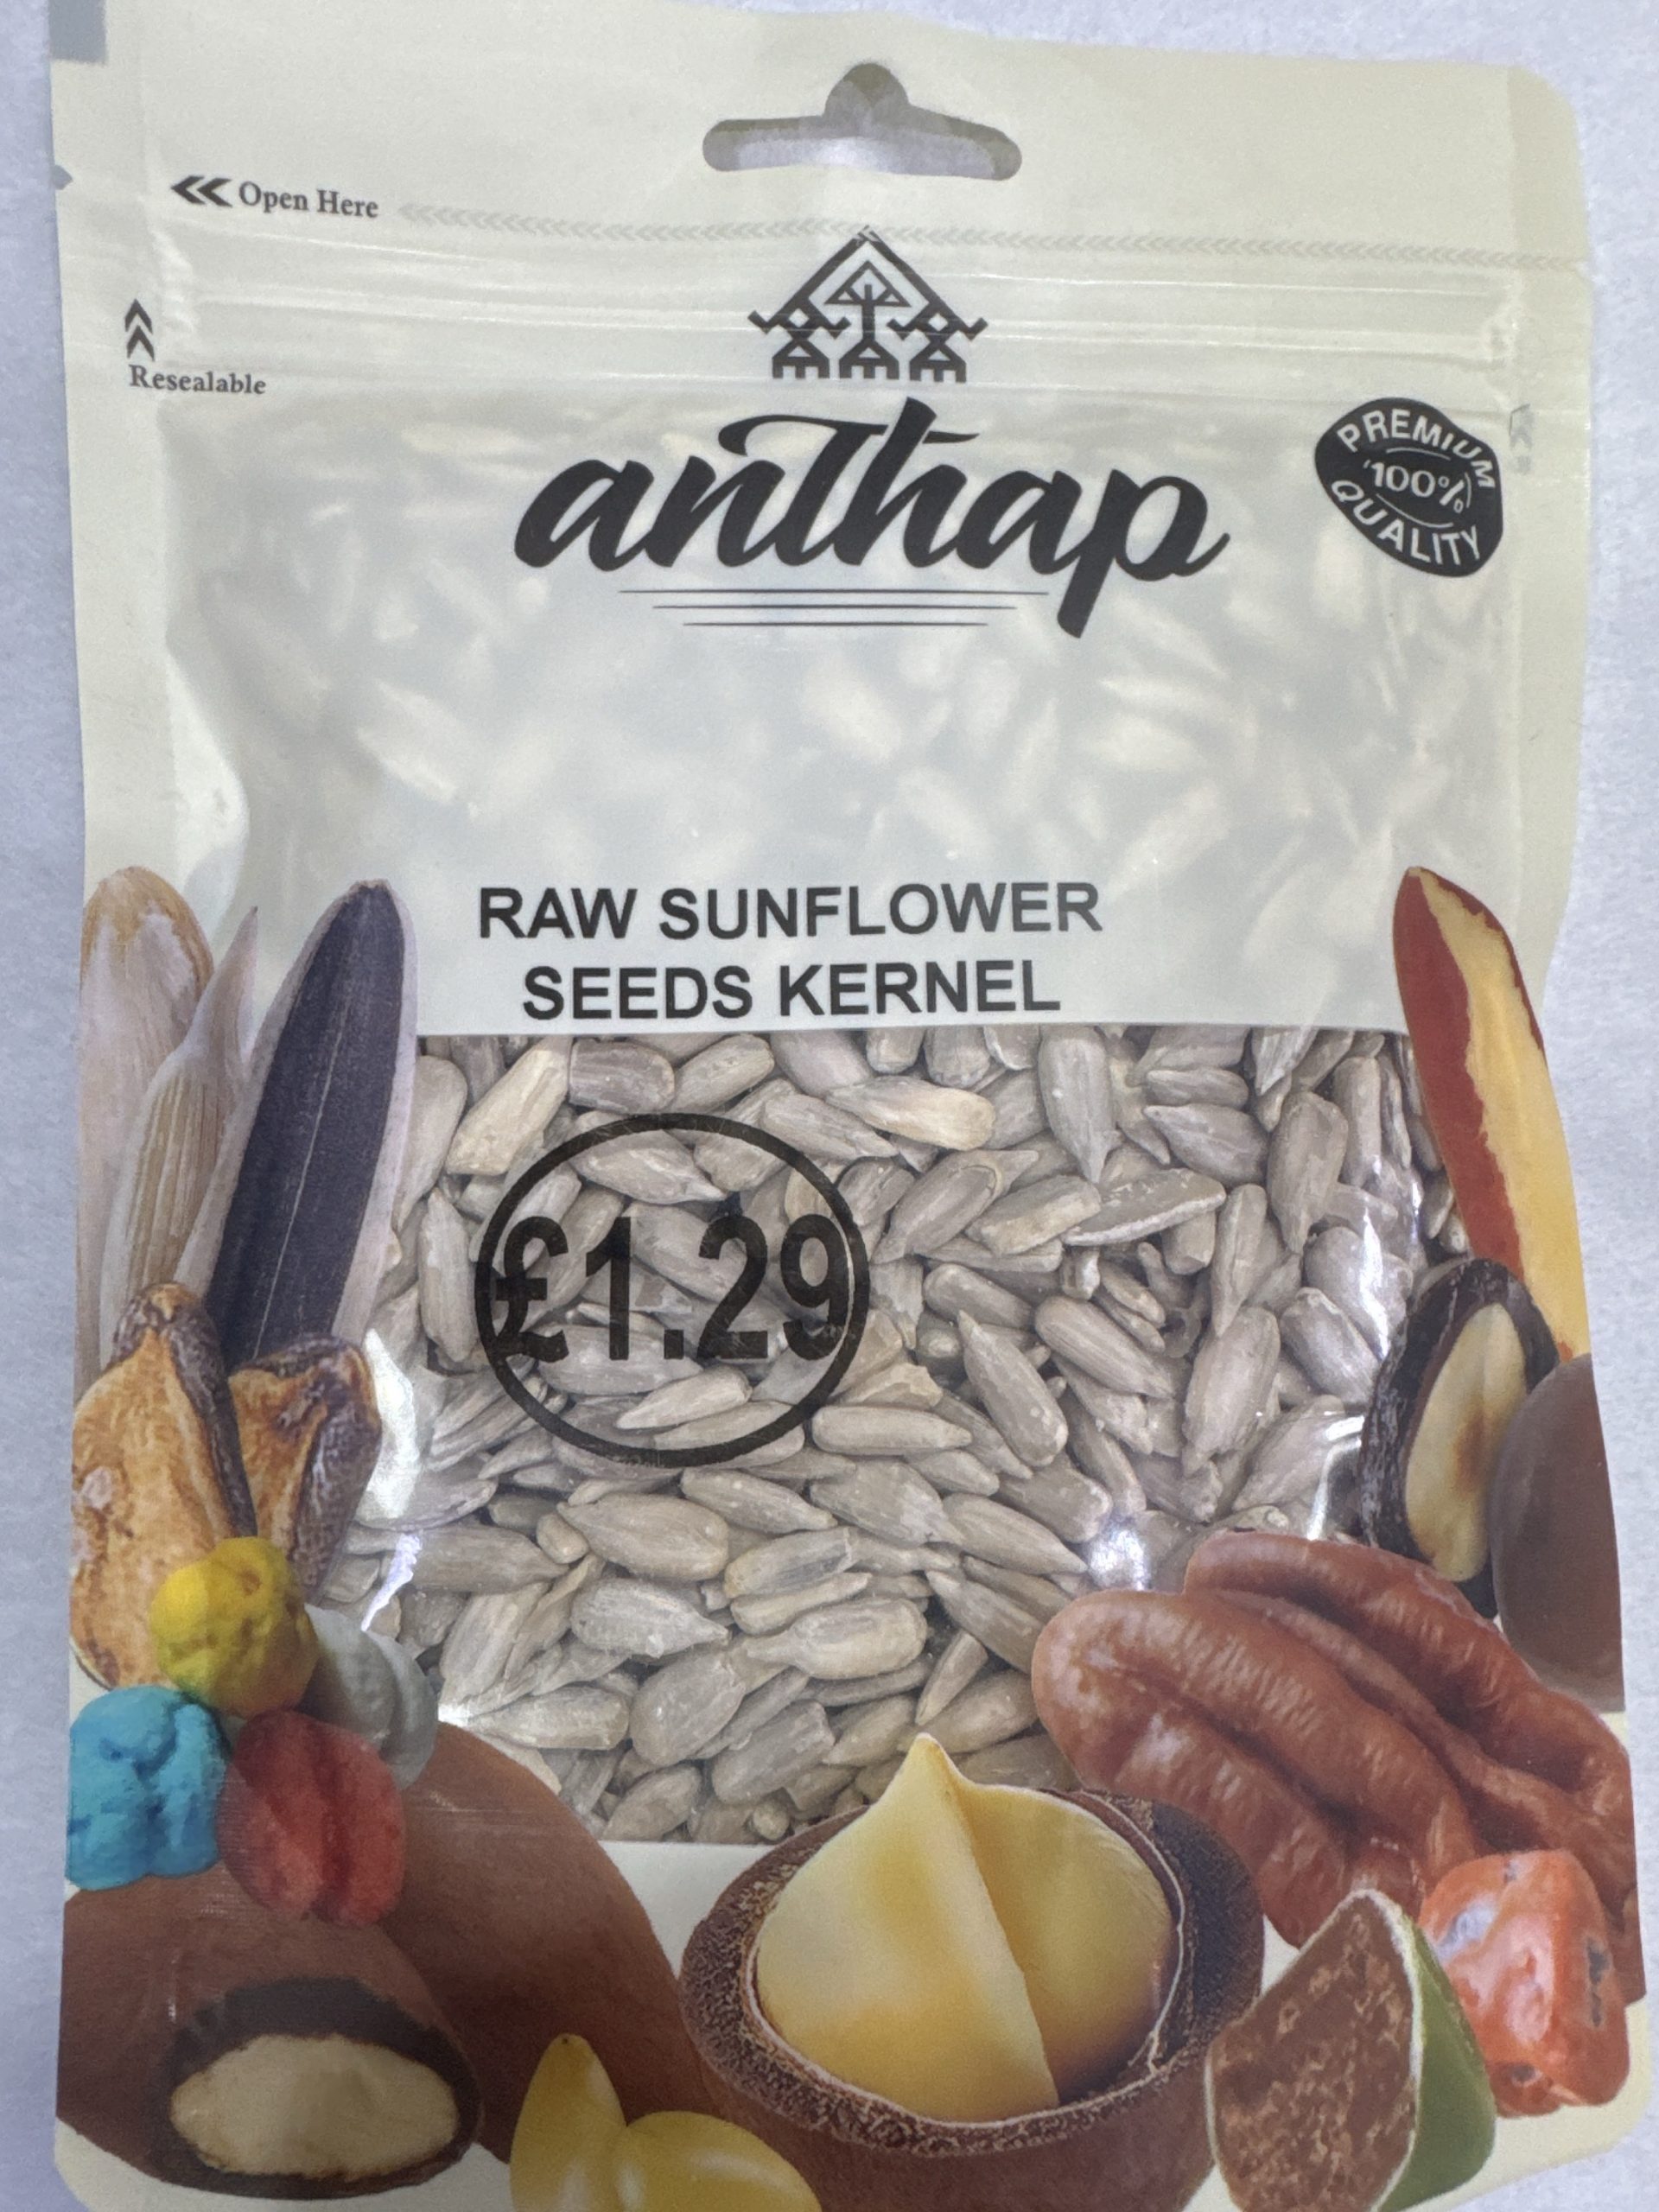 Open Here
Resealable
anthap
PREMIUM
100%
QUALITY
RAW SUNFLOWER
SEEDS KERNEL
£1.29